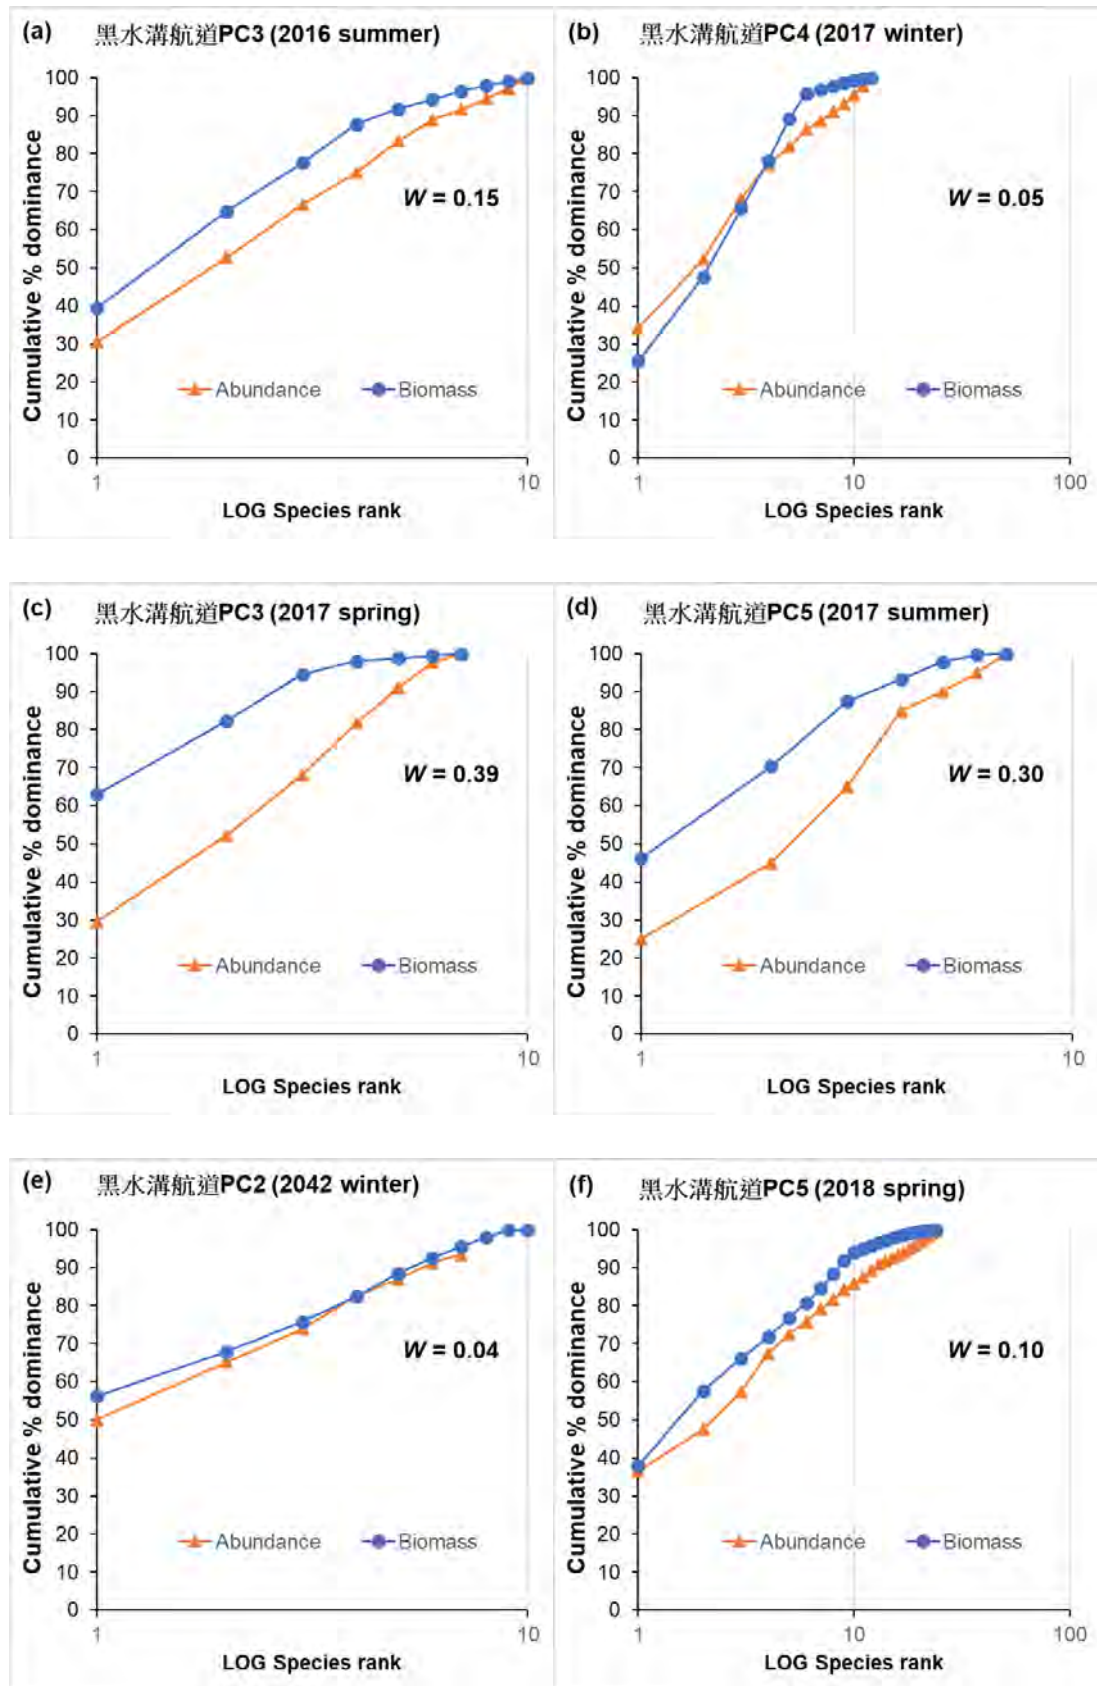 (a) 黑水溝航道PC3 (2016 summer)
100
90
80
70
60
50
40
30
20
10
0
Cumulative % dominance
W = 0.15
Abundance
Biomass
1
10
LOG Species rank
(b) 黑水溝航道PC4 (2017 winter)
100
90
80
70
60
50
40
30
20
10
0
Cumulative % dominance
W = 0.05
Abundance
Biomass
1
10
100
LOG Species rank
(c) 黑水溝航道PC3 (2017 spring)
100
90
80
70
60
50
40
30
20
10
0
Cumulative % dominance
W = 0.39
Abundance
Biomass
1
10
LOG Species rank
(d) 黑水溝航道PC5 (2017 summer)
100
90
80
70
60
50
40
30
20
10
0
Cumulative % dominance
W = 0.30
Abundance
Biomass
1
10
LOG Species rank
(e) 黑水溝航道PC2 (2042 winter)
100
90
80
70
60
50
40
30
20
10
0
Cumulative % dominance
W = 0.04
Abundance
Biomass
1
10
LOG Species rank
(f) 黑水溝航道PC5 (2018 spring)
100
90
80
70
60
50
40
30
20
10
0
Cumulative % dominance
W = 0.10
Abundance
Biomass
1
10
100
LOG Species rank